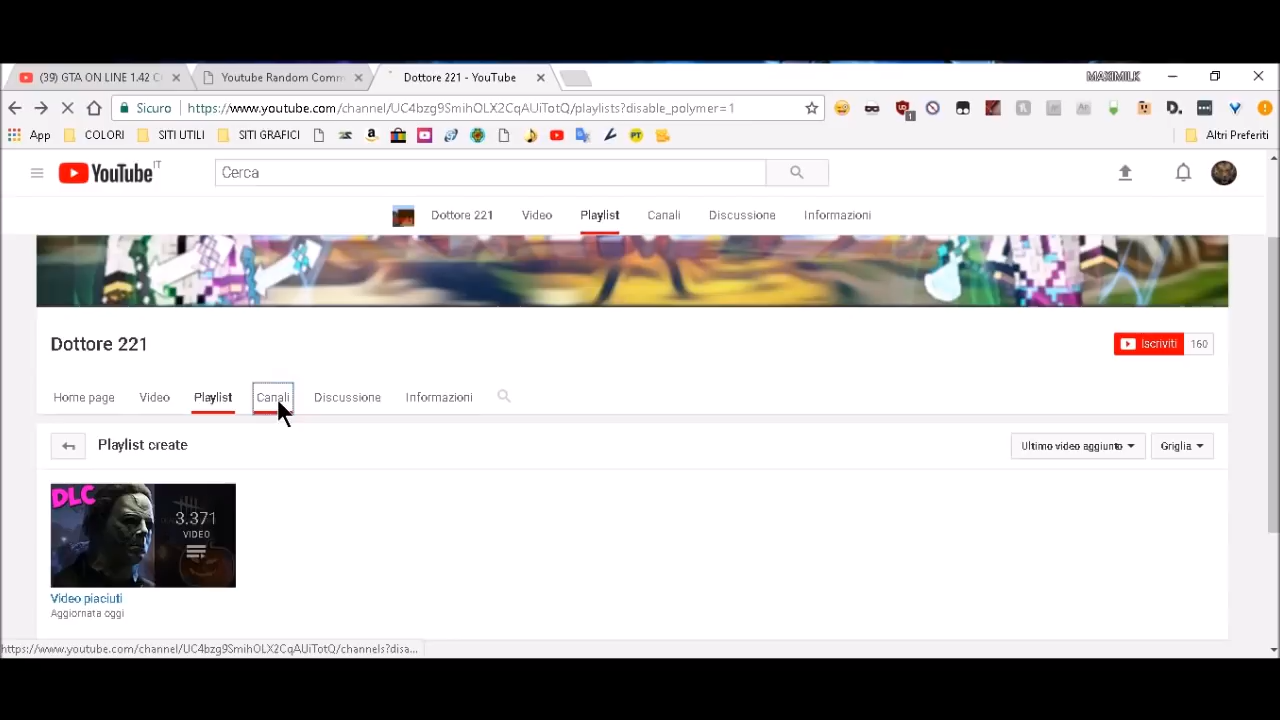 (39) GTA ON LINE 1.42 C
Youtube Random Comm
Dottore 221 - YouTube
MAXIMILK
Sicuro
https://www.youtube.com/channel/UC4bzg9SmihOLX2CqAUiTotQ/playlists?disable_polymer=1
1
App
COLORI
SITI UTILI
SITI GRAFICI
Altri Preferiti
YouTube IT
Cerca
Dottore 221
Video
Playlist
Canali
Discussione
Informazioni
Dottore 221
Iscriviti
160
Home page
Video
Playlist
Canali
Discussione
Informazioni
Playlist create
Ultimo video aggiunto
Griglia
DLC
3.371
VIDEO
Video piaciuti
Aggiornata oggi
https://www.youtube.com/channel/UC4bzg9SmihOLX2CqAUiTotQ/channels?disa...